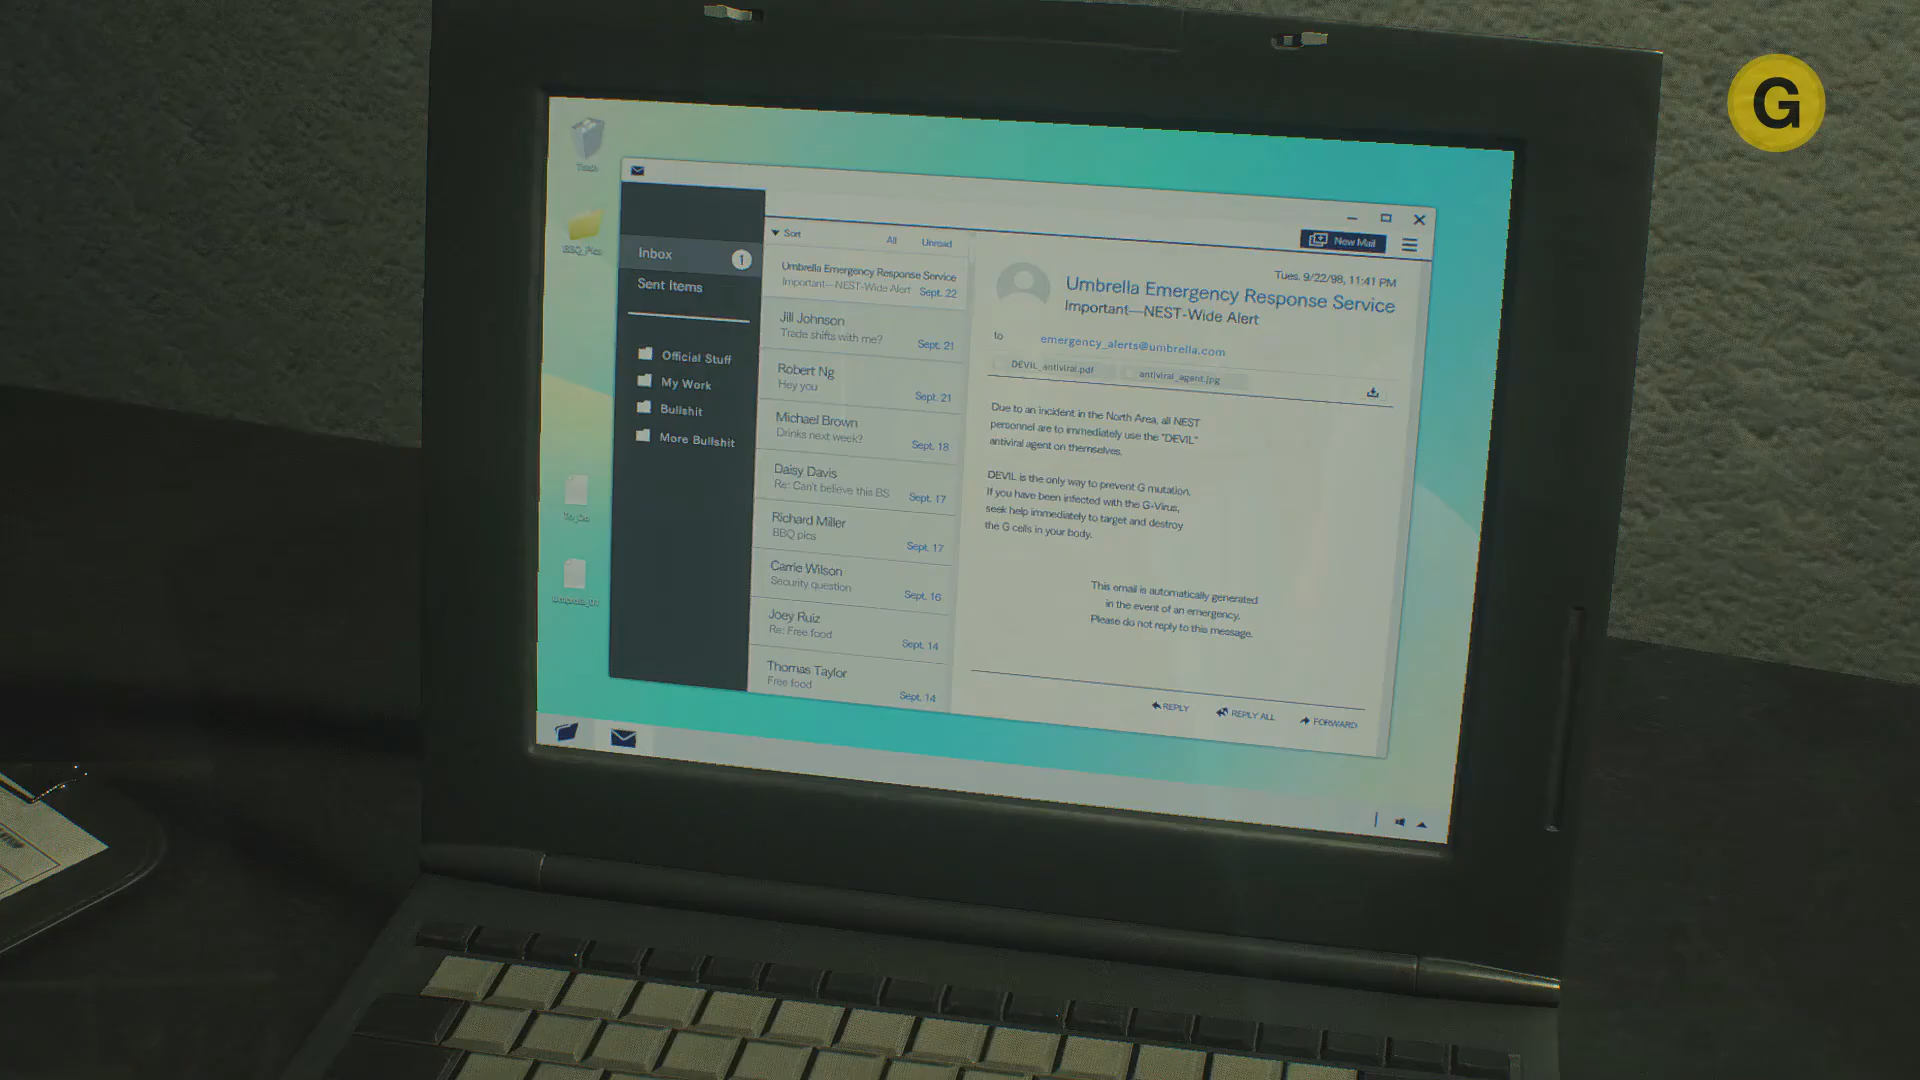 G
Trash
BBQ_Pics
To_Do
Inbox
1
Sent Items
Official Stuff
My Work
Bullshit
More Bullshit
Sort
All
Unread
Umbrella Emergency Response Service
Important—NEST-Wide Alert
Sept. 22
Jill Johnson
Trade shifts with me?
Sept. 21
Robert Ng
Hey you
Sept. 21
Michael Brown
Drinks next week?
Sept. 18
Daisy Davis
Re: Can't believe this BS
Sept. 17
Richard Miller
BBQ pics
Sept. 17
Carrie Wilson
Security question
Sept. 16
Joey Ruiz
Re: Free food
Sept. 14
Thomas Taylor
Free food
Sept. 14
New Mail
Tues. 9/22/98, 11:41 PM
Umbrella Emergency Response Service
Important—NEST-Wide Alert
to
emergency_alerts@umbrella.com
DEVIL_antiviral.pdf
antiviral_agent.jpg
Due to an incident in the North Area, all NEST
personnel are to immediately use the "DEVIL"
antiviral agent on themselves.
DEVIL is the only way to prevent G mutation.
If you have been infected with the G-Virus,
seek help immediately to target and destroy
the G cells in your body.
This email is automatically generated
in the event of an emergency.
Please do not reply to this message.
REPLY
REPLY ALL
FORWARD